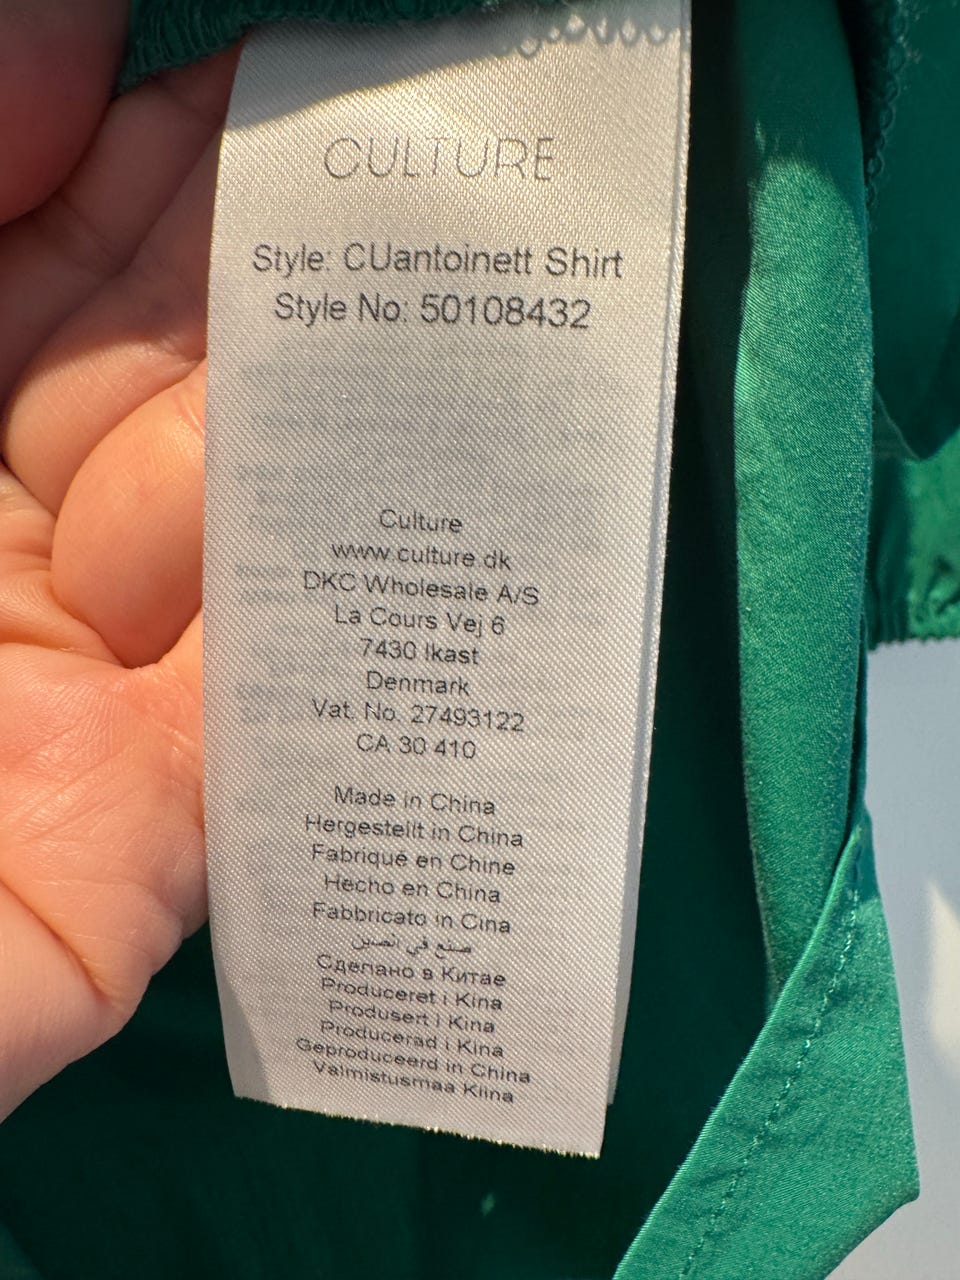 CULTURE
Style: CUantoinett Shirt
Style No: 50108432
Culture
www.culture.dk
DKC Wholesale A/S
La Cours Vej 6
7430 Ikast
Denmark
Vat. No. 27493122
CA 30 410
Made in China
Hergestellt in China
Fabriqué en Chine
Hecho en China
Fabbricato in Cina
صنع في الصين
Сделано в Китае
Produceret i Kina
Produsert i Kina
Producerad i Kina
Geproduceerd in China
Valmistusmaa Kiina